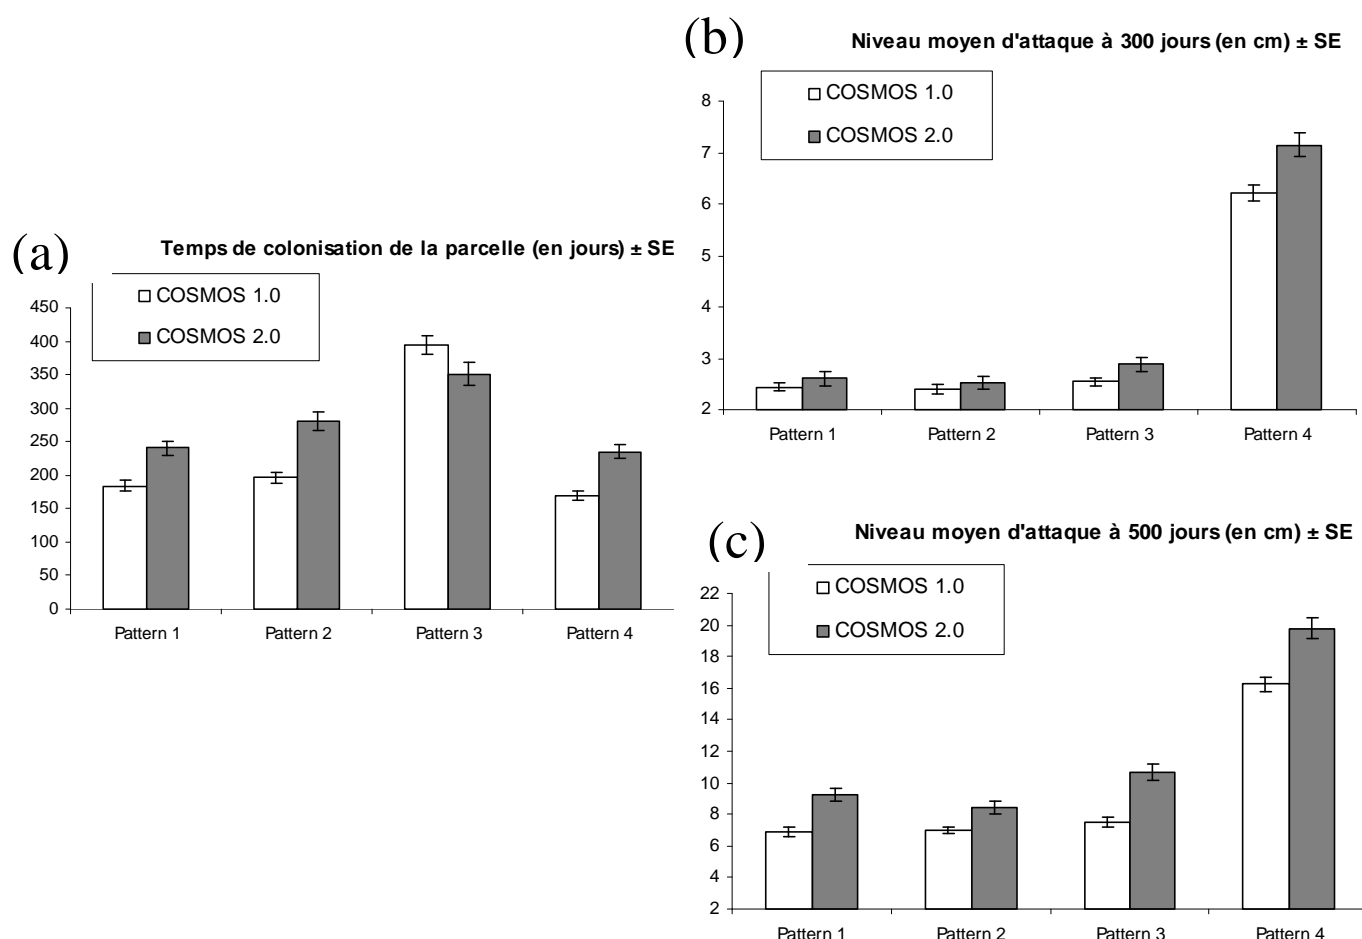 (a)
Temps de colonisation de la parcelle (en jours) ± SE
COSMOS 1.0
COSMOS 2.0
450
400
350
300
250
200
150
100
50
0
Pattern 1 Pattern 2 Pattern 3 Pattern 4
(b)
Niveau moyen d'attaque à 300 jours (en cm) ± SE
COSMOS 1.0
COSMOS 2.0
8
7
6
5
4
3
2
Pattern 1 Pattern 2 Pattern 3 Pattern 4
(c)
Niveau moyen d'attaque à 500 jours (en cm) ± SE
COSMOS 1.0
COSMOS 2.0
22
20
18
16
14
12
10
8
6
4
2
Pattern 1 Pattern 2 Pattern 3 Pattern 4